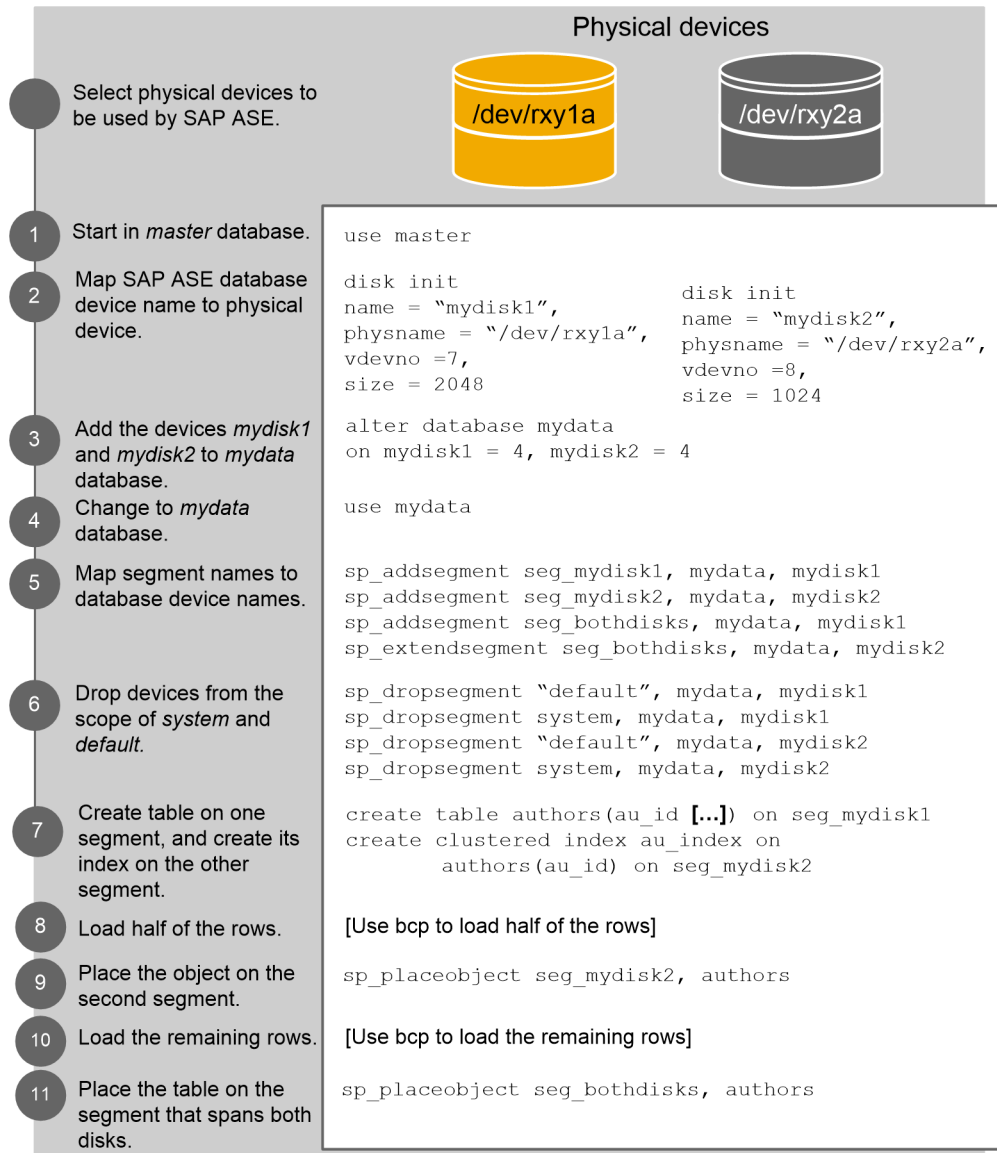 Physical devices
Select physical devices to
be used by SAP ASE.
/dev/rxy1a
/dev/rxy2a
1
Start in master database.
use master
2
Map SAP ASE database
device name to physical
device.
disk init
name = “mydisk1”,
physname = “/dev/rxy1a”,
vdevno =7,
size = 2048
disk init
name = “mydisk2”,
physname = “/dev/rxy2a”,
vdevno =8,
size = 1024
3
Add the devices mydisk1
and mydisk2 to mydata
database.
alter database mydata
on mydisk1 = 4, mydisk2 = 4
4
Change to mydata
database.
use mydata
5
Map segment names to
database device names.
sp_addsegment seg_mydisk1, mydata, mydisk1
sp_addsegment seg_mydisk2, mydata, mydisk2
sp_addsegment seg_bothdisks, mydata, mydisk1
sp_extendsegment seg_bothdisks, mydata, mydisk2
6
Drop devices from the
scope of system and
default.
sp_dropsegment “default”, mydata, mydisk1
sp_dropsegment system, mydata, mydisk1
sp_dropsegment “default”, mydata, mydisk2
sp_dropsegment system, mydata, mydisk2
7
Create table on one
segment, and create its
index on the other
segment.
create table authors(au_id [...]) on seg_mydisk1
create clustered index au_index on
authors(au_id) on seg_mydisk2
8
Load half of the rows.
[Use bcp to load half of the rows]
9
Place the object on the
second segment.
sp_placeobject seg_mydisk2, authors
10
Load the remaining rows.
[Use bcp to load the remaining rows]
11
Place the table on the
segment that spans both
disks.
sp_placeobject seg_bothdisks, authors